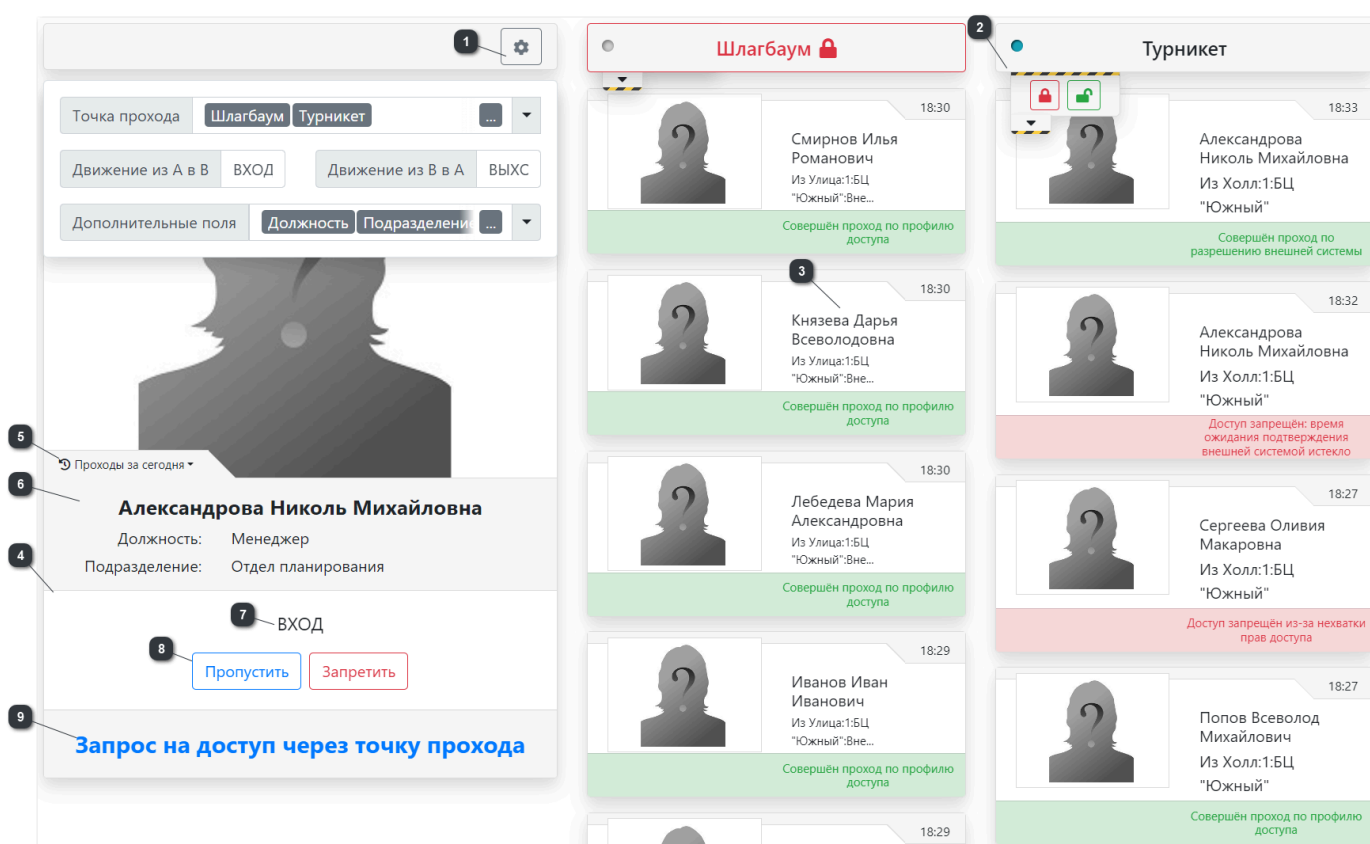 1
Точка прохода Шлагбаум Турникет ...
Движение из А в В ВХОД Движение из В в А ВЫХС
Дополнительные поля Должность Подразделение ...
?
5
Проходы за сегодня
6
Александрова Николь Михайловна
Должность: Менеджер
Подразделение: Отдел планирования
4
7
ВХОД
8
Пропустить Запретить
9
Запрос на доступ через точку прохода
Шлагбаум
18:30
?
Смирнов Илья
Романович
Из Улица:1:БЦ
"Южный":Вне...
Совершён проход по профилю
доступа
3
18:30
?
Князева Дарья
Всеволодовна
Из Улица:1:БЦ
"Южный":Вне...
Совершён проход по профилю
доступа
18:30
?
Лебедева Мария
Александровна
Из Улица:1:БЦ
"Южный":Вне...
Совершён проход по профилю
доступа
18:29
?
Иванов Иван
Иванович
Из Улица:1:БЦ
"Южный":Вне...
Совершён проход по профилю
доступа
18:29
2
Турникет
18:33
?
Александрова
Николь Михайловна
Из Холл:1:БЦ
"Южный"
Совершён проход по
разрешению внешней системы
18:32
?
Александрова
Николь Михайловна
Из Холл:1:БЦ
"Южный"
Доступ запрещён: время
ожидания подтверждения
внешней системой истекло
18:27
?
Сергеева Оливия
Макаровна
Из Холл:1:БЦ
"Южный"
Доступ запрещён из-за нехватки
прав доступа
18:27
?
Попов Всеволод
Михайлович
Из Холл:1:БЦ
"Южный"
Совершён проход по профилю
доступа